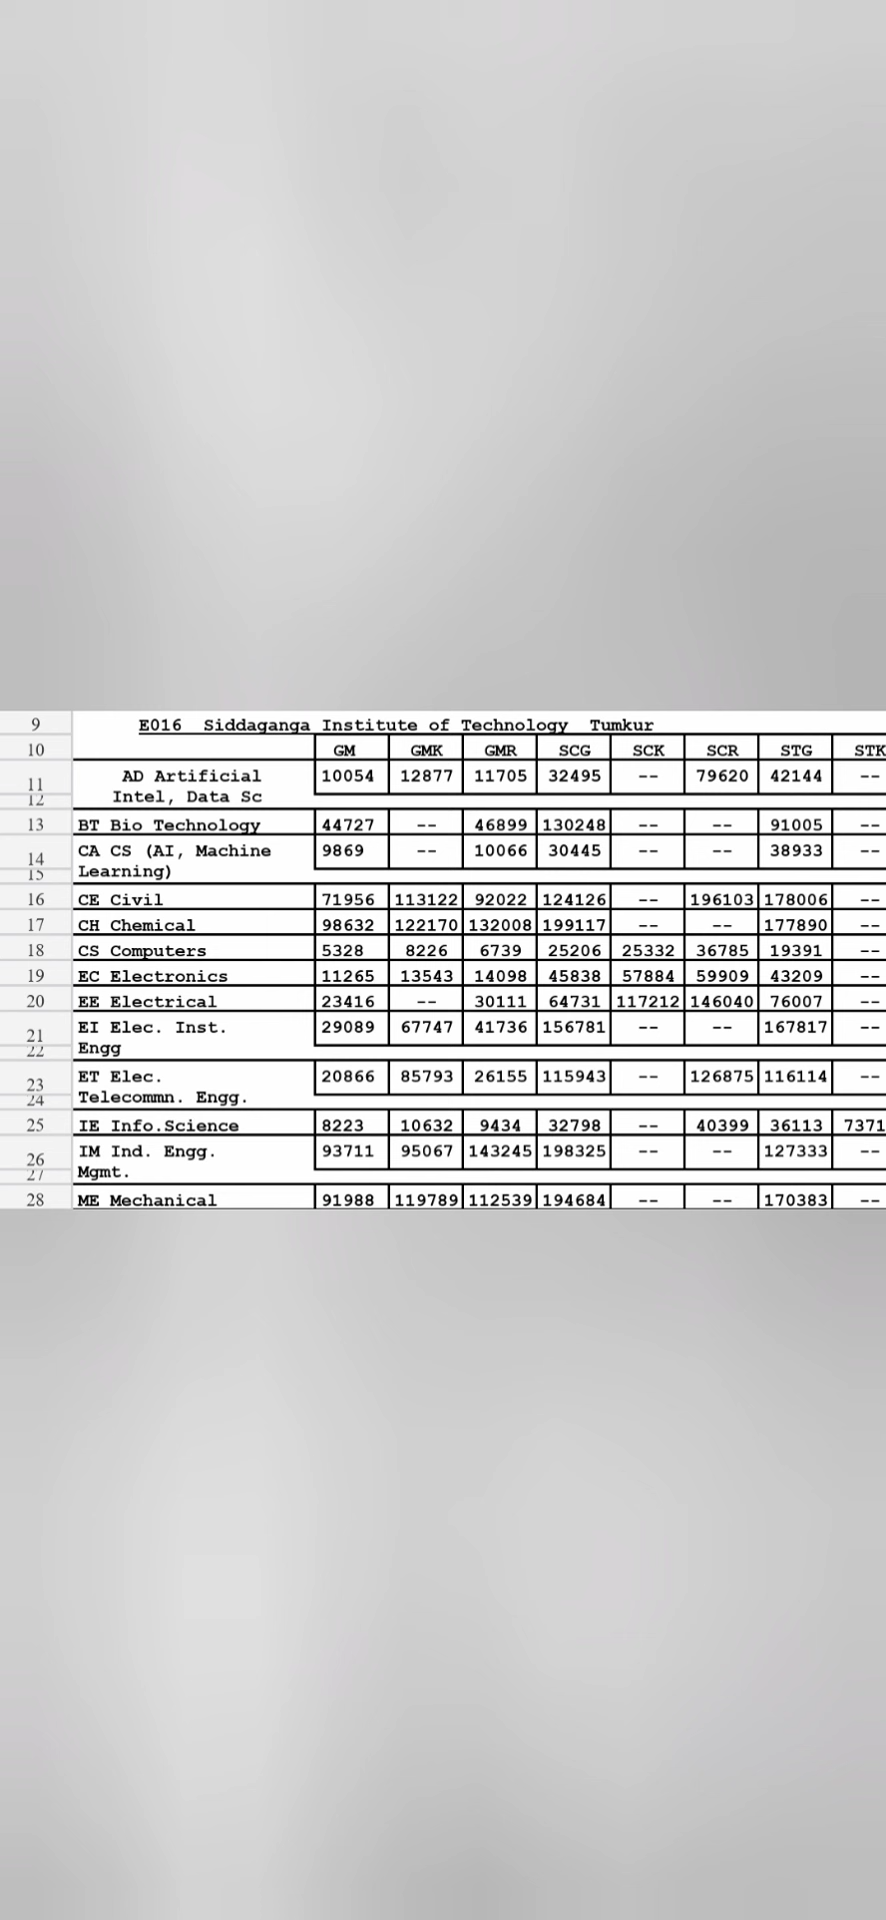 9 E016 Siddaganga Institute of Technology Tumkur
10 GM GMK GMR SCG SCK SCR STG STK
11 AD Artificial 10054 12877 11705 32495 -- 79620 42144 --
12 Intel, Data Sc
13 BT Bio Technology 44727 -- 46899 130248 -- -- 91005 --
14 CA CS (AI, Machine 9869 -- 10066 30445 -- -- 38933 --
15 Learning)
16 CE Civil 71956 113122 92022 124126 -- 196103 178006 --
17 CH Chemical 98632 122170 132008 199117 -- -- 177890 --
18 CS Computers 5328 8226 6739 25206 25332 36785 19391 --
19 EC Electronics 11265 13543 14098 45838 57884 59909 43209 --
20 EE Electrical 23416 -- 30111 64731 117212 146040 76007 --
21 EI Elec. Inst. 29089 67747 41736 156781 -- -- 167817 --
22 Engg
23 ET Elec. 20866 85793 26155 115943 -- 126875 116114 --
24 Telecommn. Engg.
25 IE Info.Science 8223 10632 9434 32798 -- 40399 36113 7371
26 IM Ind. Engg. 93711 95067 143245 198325 -- -- 127333 --
27 Mgmt.
28 ME Mechanical 91988 119789 112539 194684 -- -- 170383 --